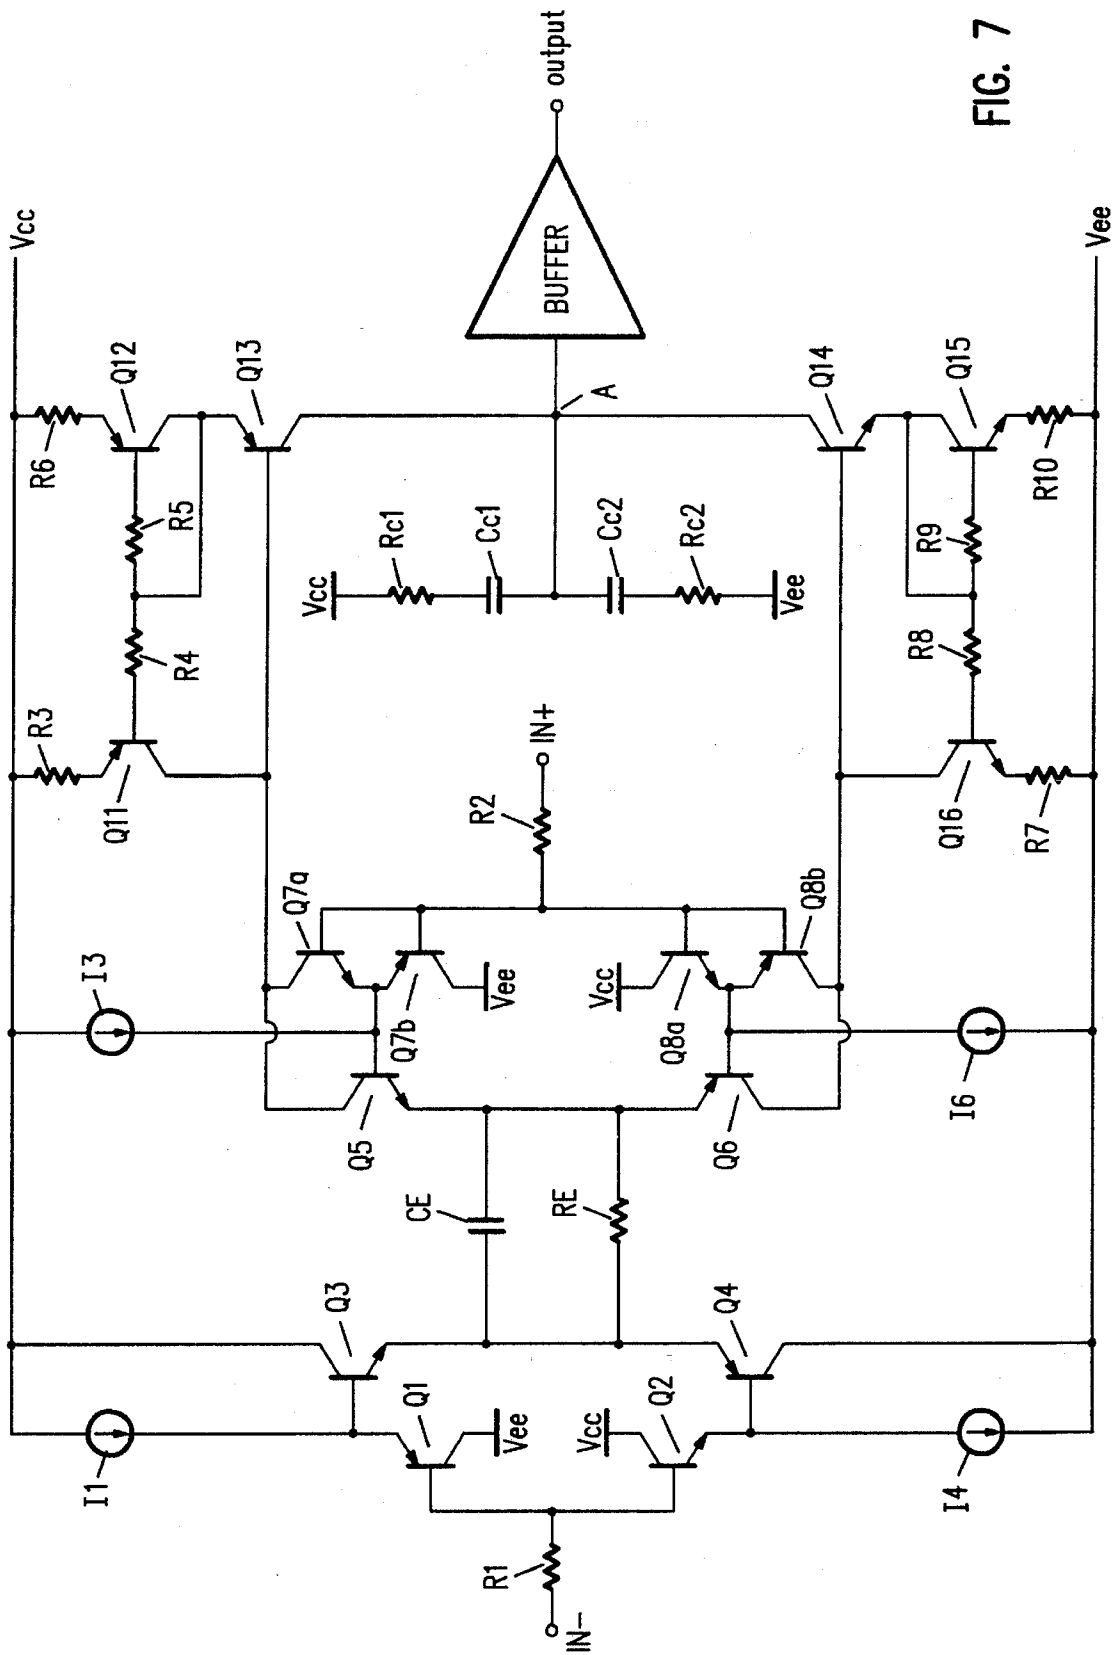 Vcc
I1
I3
R3
Q11
R4
R5
R6
Q12
Q13
Q3
Q1
Vee
Q5
Q7a
Q7b
Vee
CE
RE
Vcc
Rc1
Cc1
Cc2
Rc2
Vee
A
BUFFER
output
IN-
R1
R2
IN+
Vcc
Q2
Q4
Q6
Vcc
Q8a
Q8b
Q14
I4
I6
Q16
R7
R8
R9
Q15
R10
Vee
FIG. 7